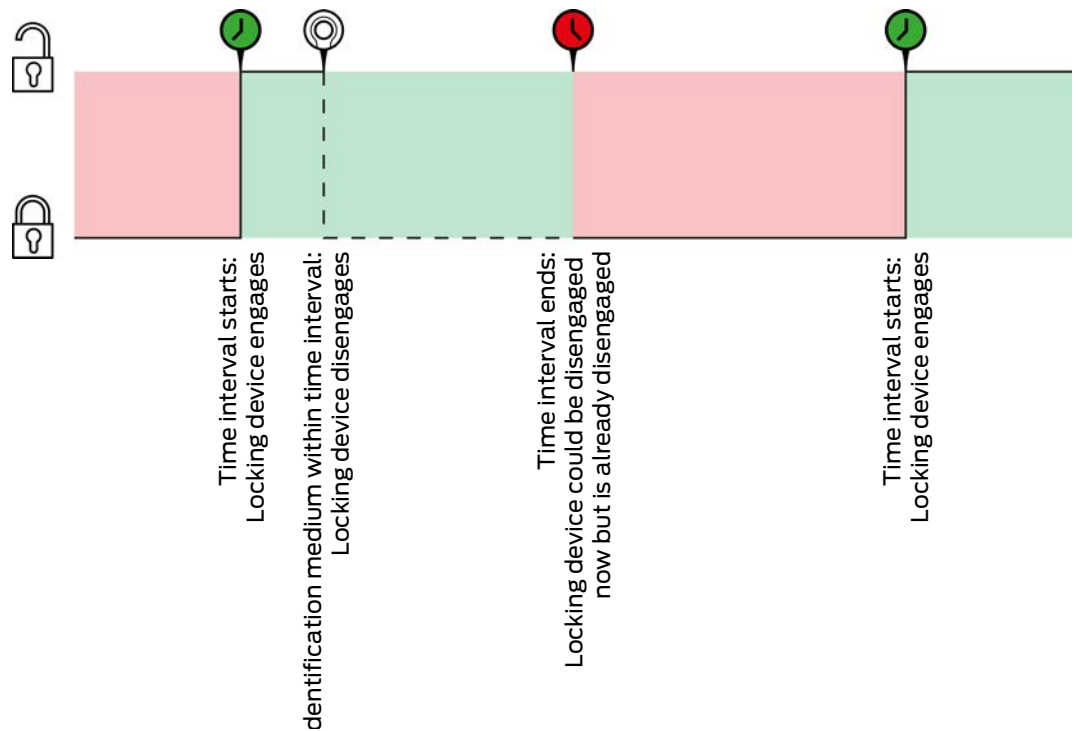 Time interval starts:
Locking device engages
dentification medium within time interval:
Locking device disengages
Time interval ends:
Locking device could be disengaged
now but is already disengaged
Time interval starts:
Locking device engages